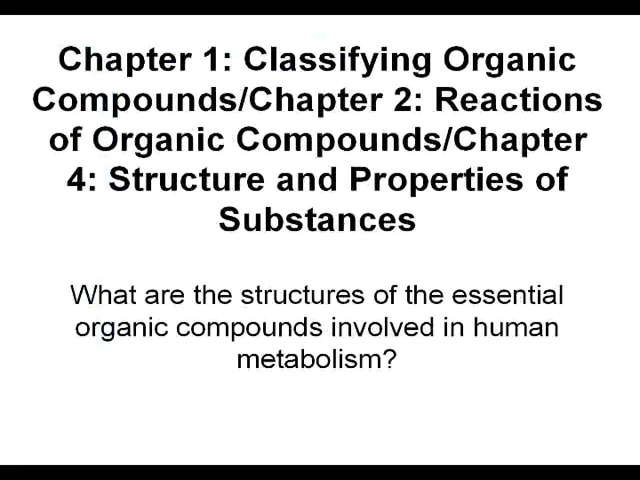 Chapter 1: Classifying Organic
Compounds/Chapter 2: Reactions
of Organic Compounds/Chapter
4: Structure and Properties of
Substances
What are the structures of the essential
organic compounds involved in human
metabolism?